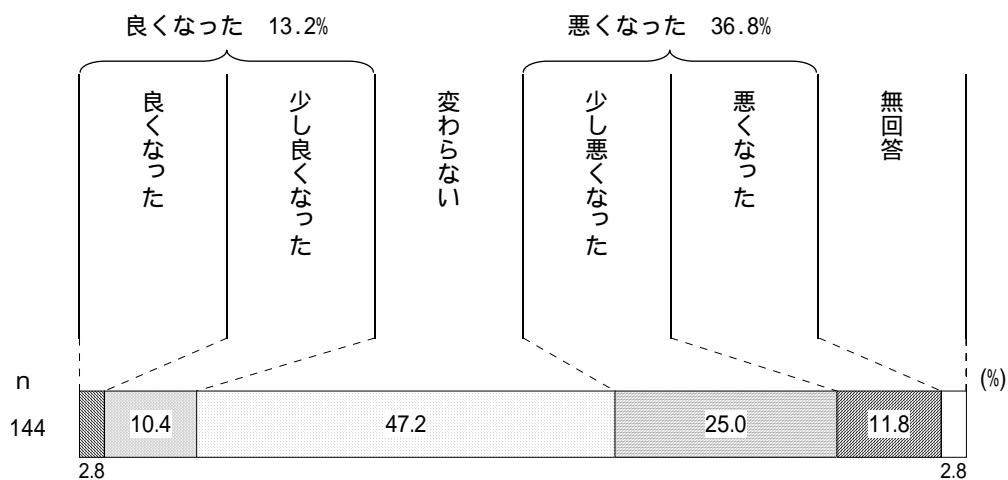 良くなった 13.2%
悪くなった 36.8%
良くなった
少し良くなった
変わらない
少し悪くなった
悪くなった
無回答
n
(%)
144
10.4
47.2
25.0
11.8
2.8
2.8